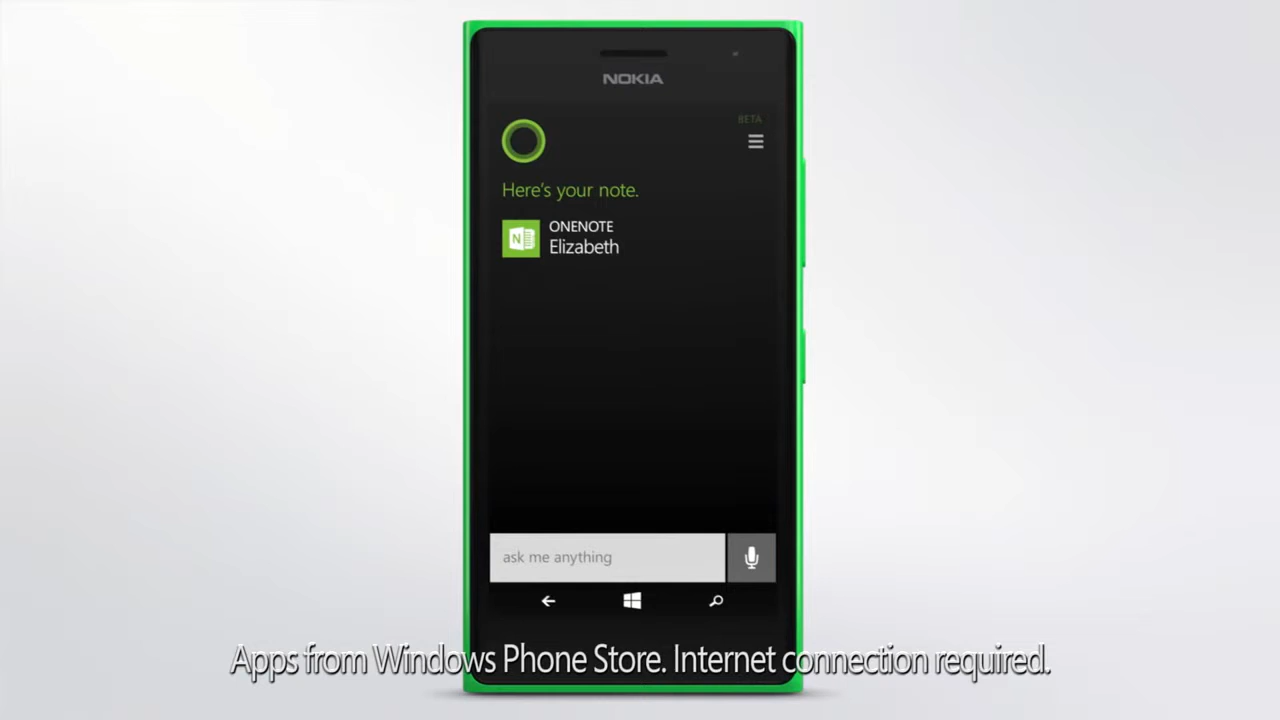 NOKIA
BETA
Here's your note.
N
ONENOTE
Elizabeth
ask me anything
Apps from Windows Phone Store. Internet connection required.